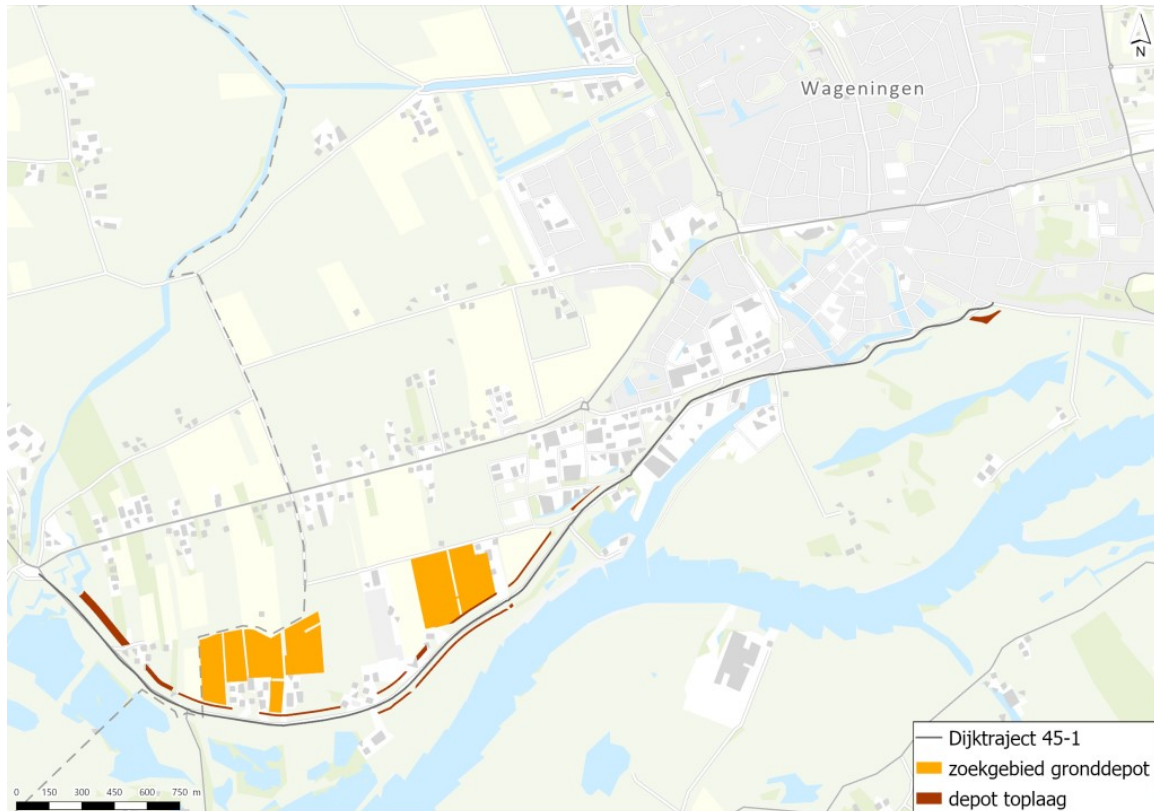 N
Wageningen
Dijktraject 45-1
zoekgebied gronddepot
depot toplaag
0 150 300 450 600 750 m